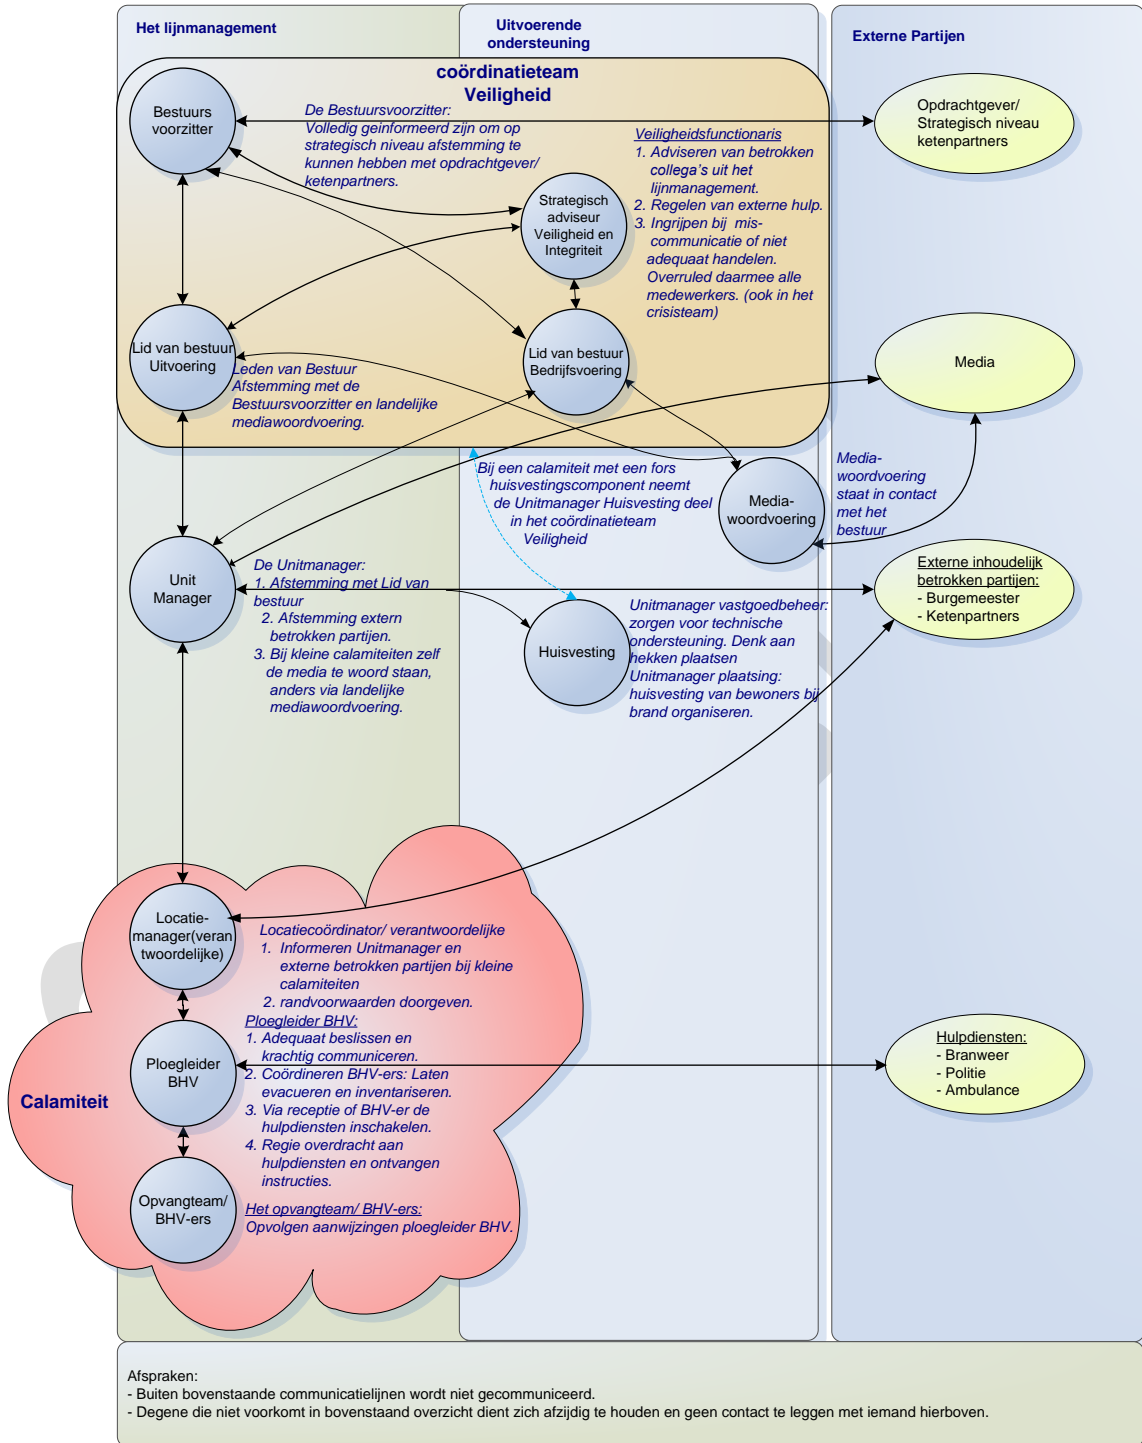 Het lijnmanagement
Uitvoerende
ondersteuning
Externe Partijen
coördinatieteam
Veiligheid
Bestuurs
voorzitter
De Bestuursvoorzitter:
Volledig geinformeerd zijn om op
strategisch niveau afstemming te
kunnen hebben met opdrachtgever/
ketenpartners.
Opdrachtgever/
Strategisch niveau
ketenpartners
Veiligheidsfunctionaris
1. Adviseren van betrokken
collega's uit het
lijnmanagement.
2. Regelen van externe hulp.
3. Ingrijpen bij mis-
communicatie of niet
adequaat handelen.
Overruled daarmee alle
medewerkers. (ook in het
crisisteam)
Strategisch
adviseur
Veiligheid en
Integriteit
Lid van bestuur
Uitvoering
Lid van bestuur
Bedrijfsvoering
Media
Leden van Bestuur
Afstemming met de
Bestuursvoorzitter en landelijke
mediawoordvoering.
Bij een calamiteit met een fors
huisvestingscomponent neemt
de Unitmanager Huisvesting deel
in het coördinatieteam
Veiligheid
Media-
woordvoering
Media-
woordvoering
staat in contact
met het
bestuur
Unit
Manager
De Unitmanager:
1. Afstemming met Lid van
bestuur
2. Afstemming extern
betrokken partijen.
3. Bij kleine calamiteiten zelf
de media te woord staan,
anders via landelijke
mediawoordvoering.
Huisvesting
Unitmanager vastgoedbeheer:
zorgen voor technische
ondersteuning. Denk aan
hekken plaatsen
Unitmanager plaatsing:
huisvesting van bewoners bij
brand organiseren.
Externe inhoudelijk
betrokken partijen:
- Burgemeester
- Ketenpartners
Locatie-
manager(veran
twoordelijke)
Locatiecoördinator/ verantwoordelijke
1. Informeren Unitmanager en
externe betrokken partijen bij kleine
calamiteiten
2. randvoorwaarden doorgeven.
Calamiteit
Ploegleider
BHV
Ploegleider BHV:
1. Adequaat beslissen en
krachtig communiceren.
2. Coördineren BHV-ers: Laten
evacueren en inventariseren.
3. Via receptie of BHV-er de
hulpdiensten inschakelen.
4. Regie overdracht aan
hulpdiensten en ontvangen
instructies.
Hulpdiensten:
- Branweer
- Politie
- Ambulance
Opvangteam/
BHV-ers
Het opvangteam/ BHV-ers:
Opvolgen aanwijzingen ploegleider BHV.
Afspraken:
- Buiten bovenstaande communicatielijnen wordt niet gecommuniceerd.
- Degene die niet voorkomt in bovenstaand overzicht dient zich afzijdig te houden en geen contact te leggen met iemand hierboven.